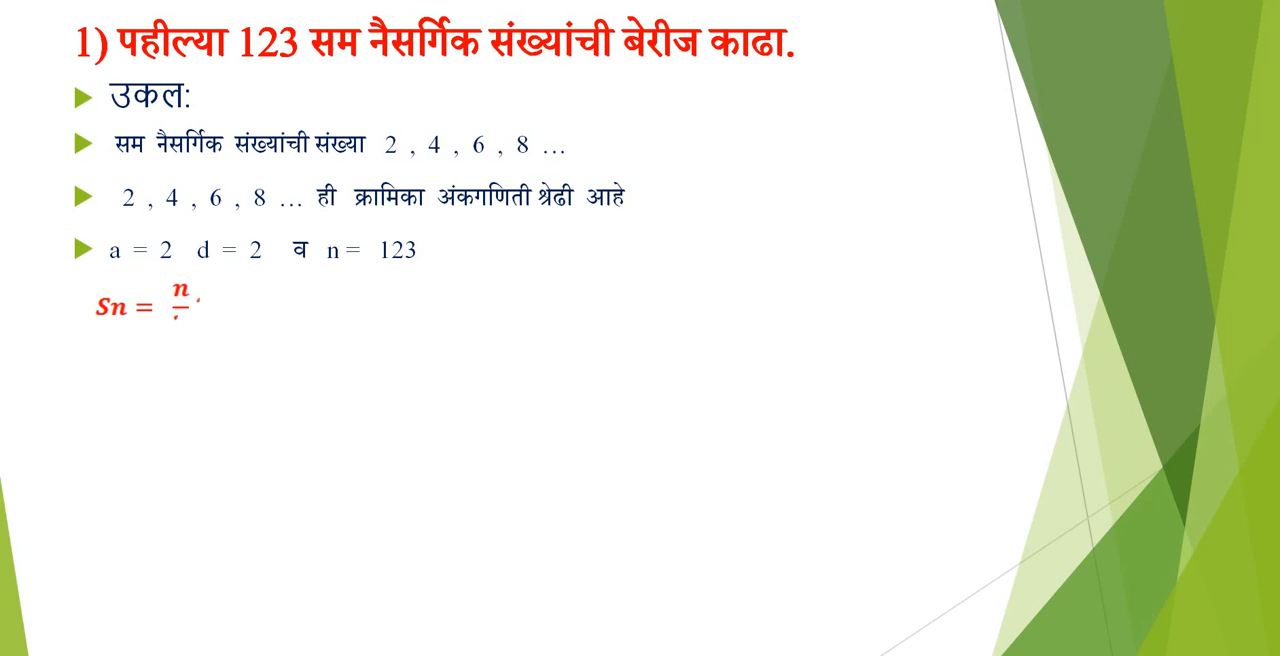 1) पहील्या 123 सम नैसर्गिक संख्यांची बेरीज काढा.
उकल:
सम नैसर्गिक संख्यांची संख्या 2 , 4 , 6 , 8 ...
2 , 4 , 6 , 8 ... ही क्रामिका अंकगणिती श्रेढी आहे
a = 2 d = 2 व n = 123
Sn = n